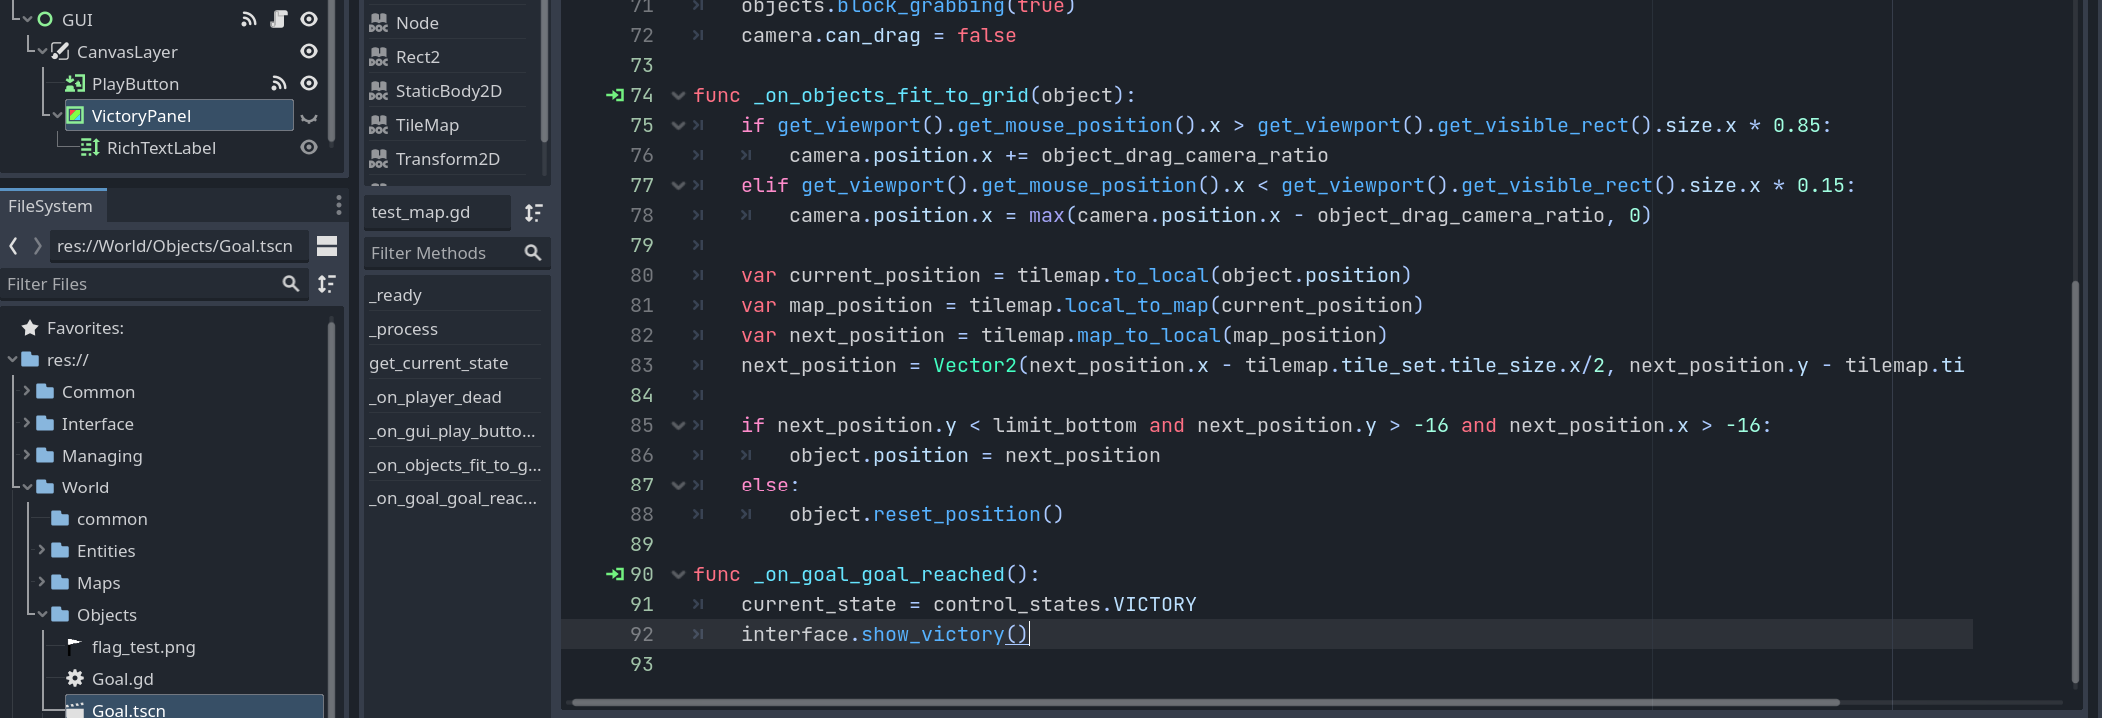 GUI
CanvasLayer
PlayButton
VictoryPanel
RichTextLabel
FileSystem
res://World/Objects/Goal.tscn
Filter Files
Favorites:
res://
Common
Interface
Managing
World
common
Entities
Maps
Objects
flag_test.png
Goal.gd
Goal.tscn
Node
Rect2
StaticBody2D
TileMap
Transform2D
test_map.gd
Filter Methods
_ready
_process
get_current_state
_on_player_dead
_on_gui_play_butto...
_on_objects_fit_to_g...
_on_goal_goal_reac...
71 objects.block_grabbing(true)
72 camera.can_drag = false
73
74 func _on_objects_fit_to_grid(object):
75 if get_viewport().get_mouse_position().x > get_viewport().get_visible_rect().size.x * 0.85:
76 camera.position.x += object_drag_camera_ratio
77 elif get_viewport().get_mouse_position().x < get_viewport().get_visible_rect().size.x * 0.15:
78 camera.position.x = max(camera.position.x - object_drag_camera_ratio, 0)
79
80 var current_position = tilemap.to_local(object.position)
81 var map_position = tilemap.local_to_map(current_position)
82 var next_position = tilemap.map_to_local(map_position)
83 next_position = Vector2(next_position.x - tilemap.tile_set.tile_size.x/2, next_position.y - tilemap.ti
84
85 if next_position.y < limit_bottom and next_position.y > -16 and next_position.x > -16:
86 object.position = next_position
87 else:
88 object.reset_position()
89
90 func _on_goal_goal_reached():
91 current_state = control_states.VICTORY
92 interface.show_victory()
93